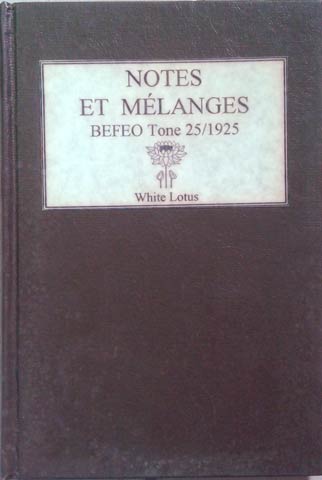 NOTES
ET MÉLANGES
BEFEO Tone 25/1925
White Lotus